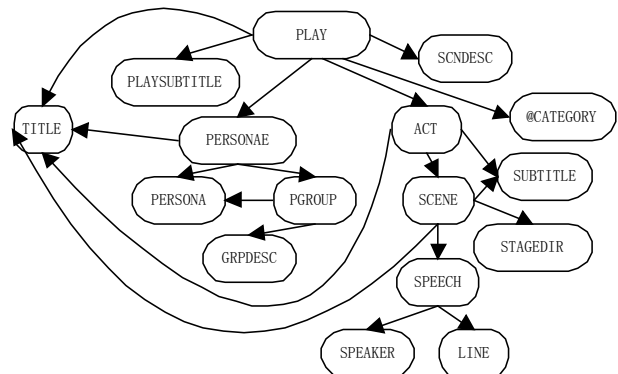 PLAY
SCNDESC
PLAYSUBTITLE
@CATEGORY
TITLE
ACT
PERSONAE
SUBTITLE
PERSONA
PGROUP
SCENE
STAGEDIR
GRPDESC
SPEECH
SPEAKER
LINE